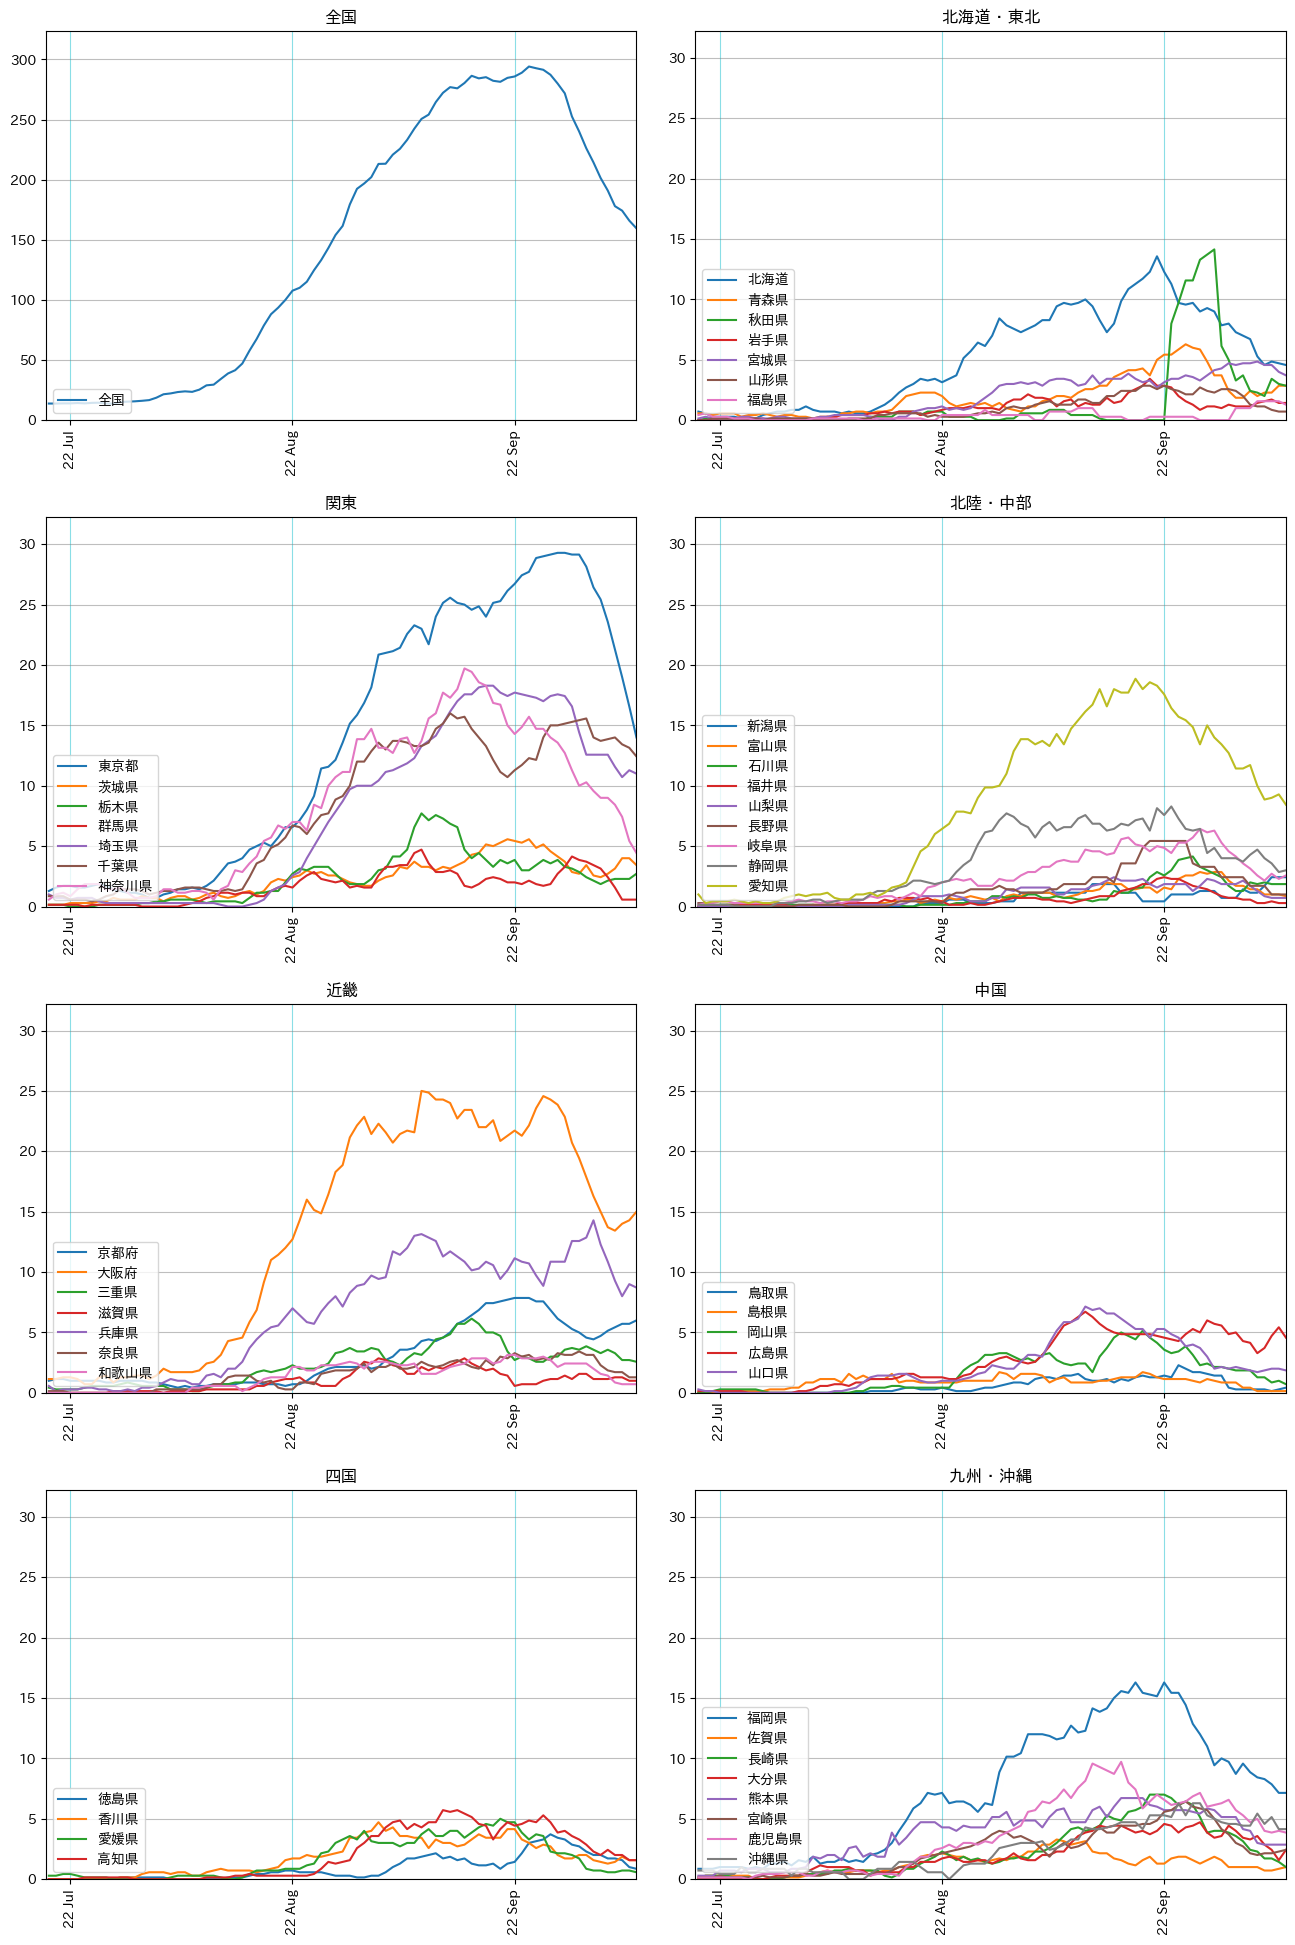 全国
300
250
200
150
100
50
0
全国
22 Jul
22 Aug
22 Sep
北海道・東北
30
25
20
15
10
5
0
北海道
青森県
秋田県
岩手県
宮城県
山形県
福島県
22 Jul
22 Aug
22 Sep
関東
30
25
20
15
10
5
0
東京都
茨城県
栃木県
群馬県
埼玉県
千葉県
神奈川県
22 Jul
22 Aug
22 Sep
北陸・中部
30
25
20
15
10
5
0
新潟県
富山県
石川県
福井県
山梨県
長野県
岐阜県
静岡県
愛知県
22 Jul
22 Aug
22 Sep
近畿
30
25
20
15
10
5
0
京都府
大阪府
三重県
滋賀県
兵庫県
奈良県
和歌山県
22 Jul
22 Aug
22 Sep
中国
30
25
20
15
10
5
0
鳥取県
島根県
岡山県
広島県
山口県
22 Jul
22 Aug
22 Sep
四国
30
25
20
15
10
5
0
徳島県
香川県
愛媛県
高知県
22 Jul
22 Aug
22 Sep
九州・沖縄
30
25
20
15
10
5
0
福岡県
佐賀県
長崎県
大分県
熊本県
宮崎県
鹿児島県
沖縄県
22 Jul
22 Aug
22 Sep